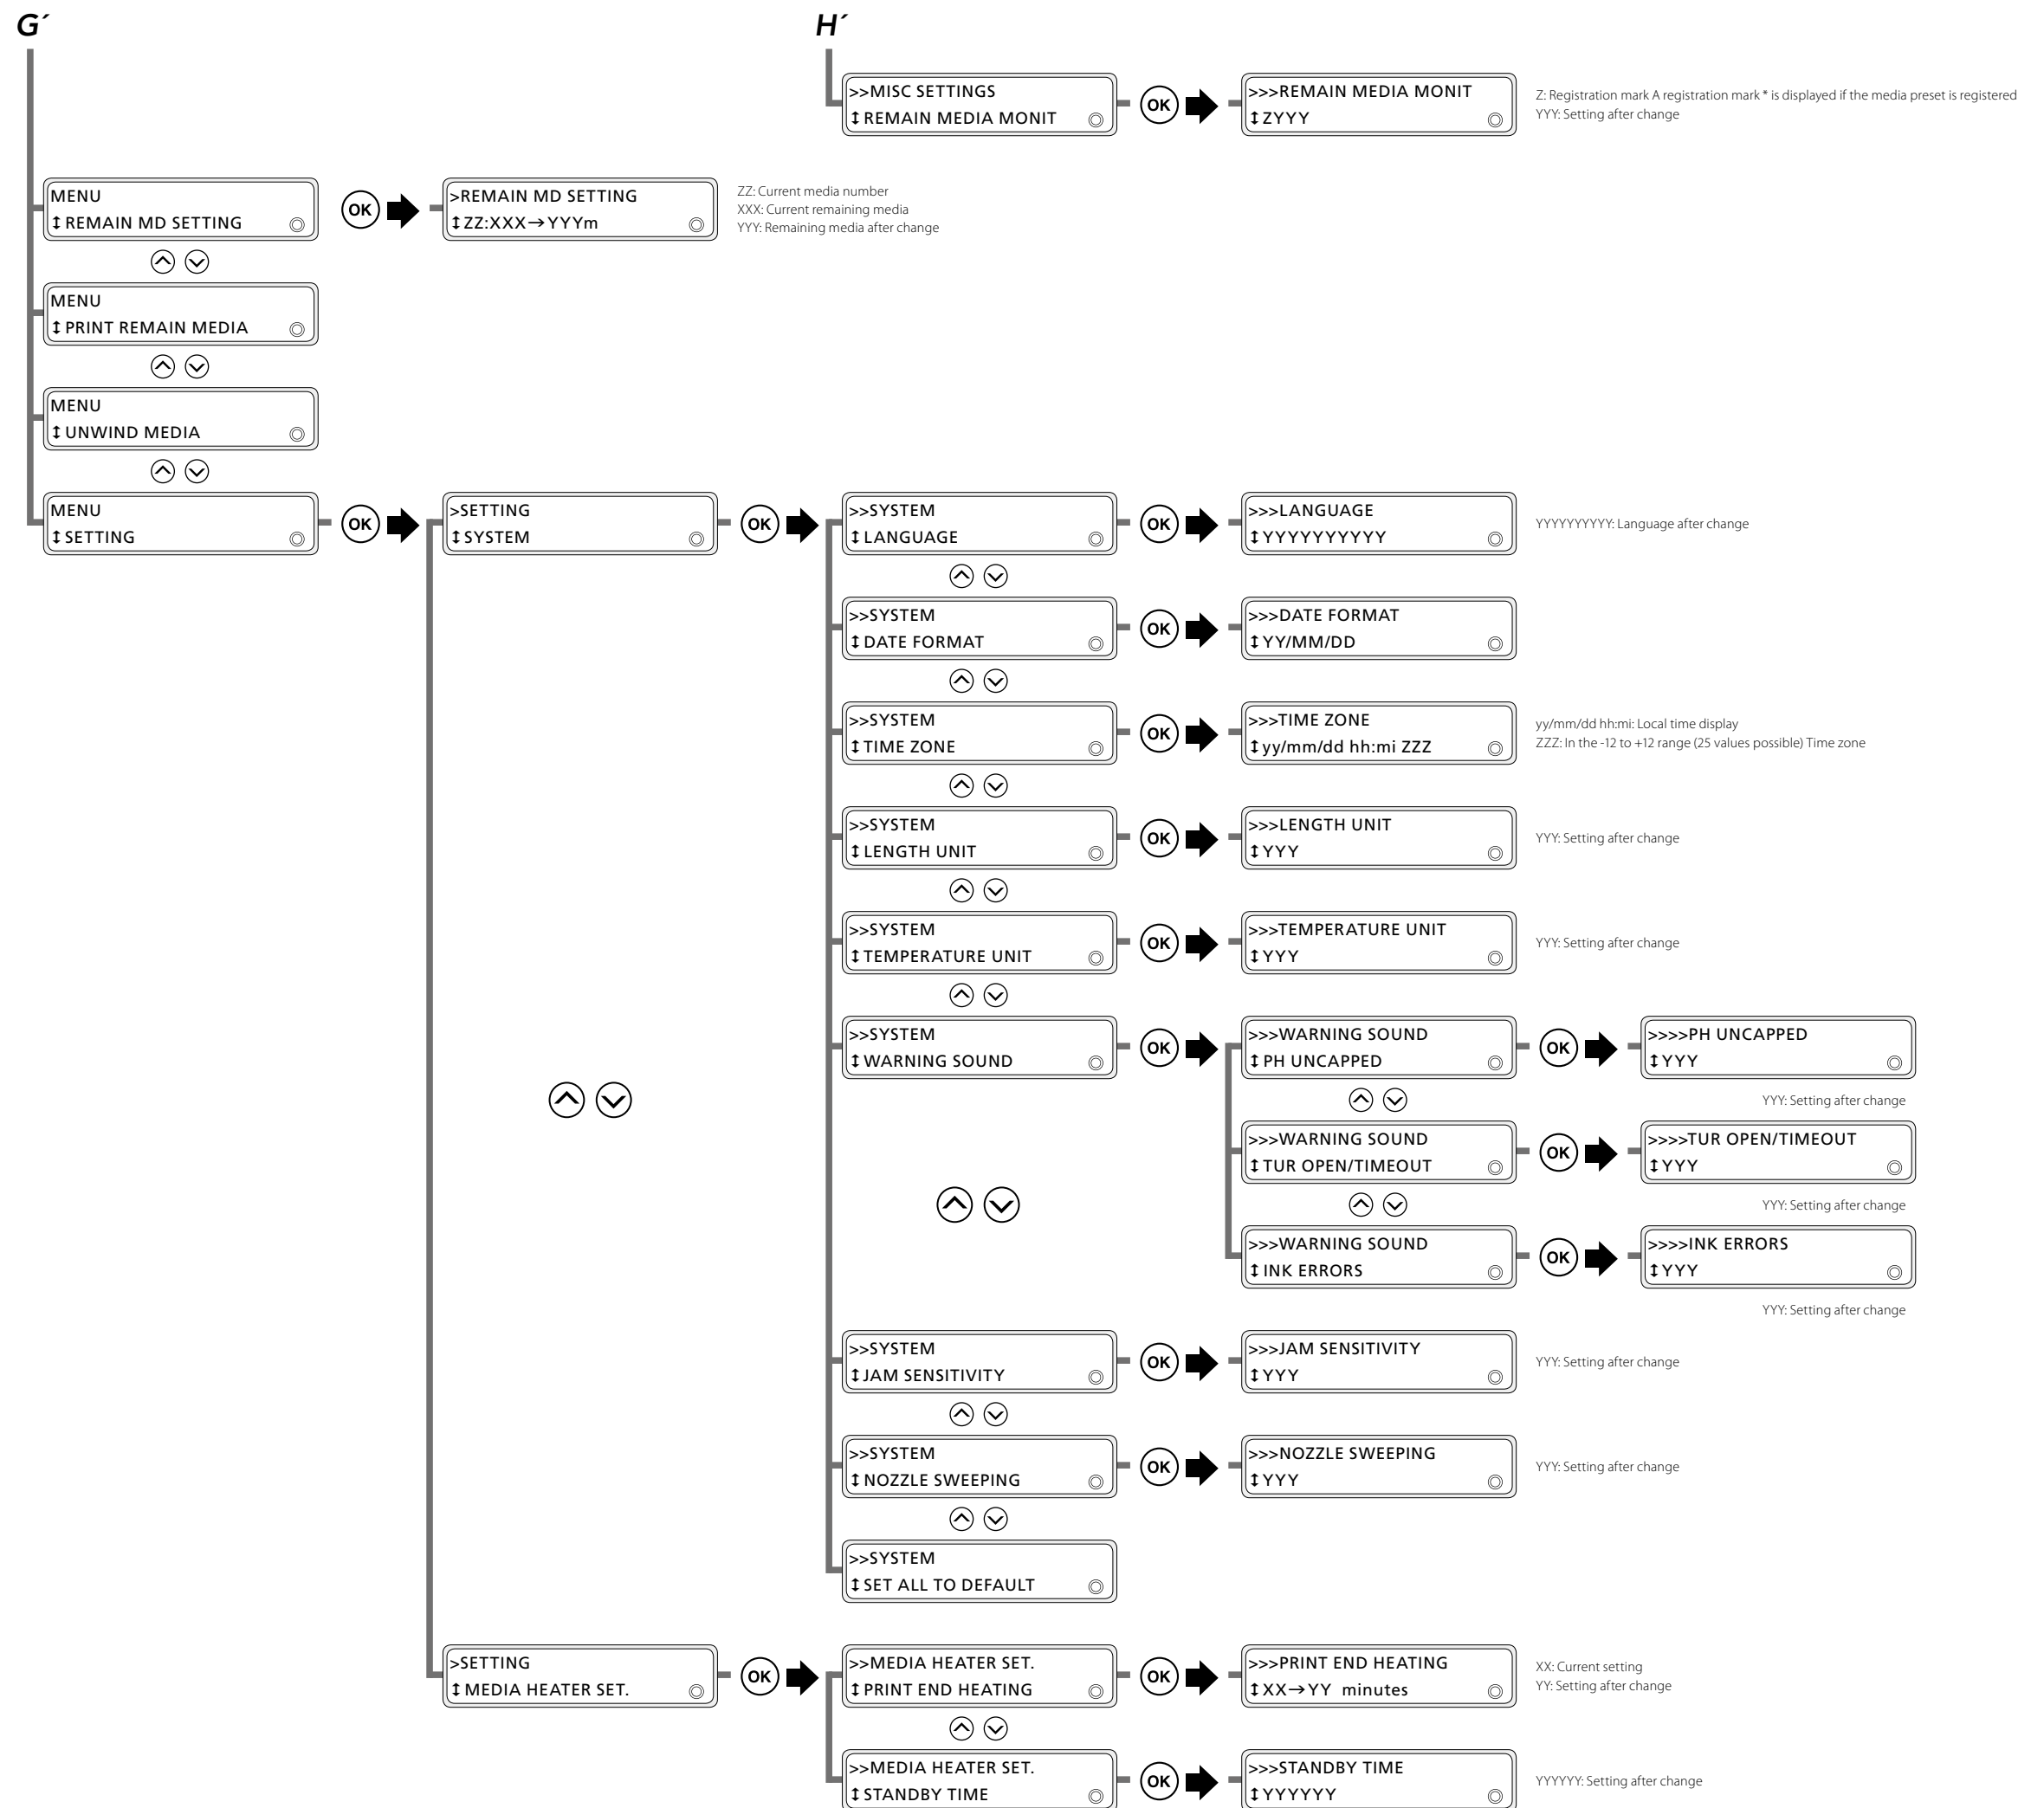 G´
H´
>>MISC SETTINGS
↕ REMAIN MEDIA MONIT
OK
>>>REMAIN MEDIA MONIT
↕ ZYYY
Z: Registration mark A registration mark * is displayed if the media preset is registered
YYY: Setting after change
MENU
↕ REMAIN MD SETTING
OK
>REMAIN MD SETTING
↕ ZZ:XXX→YYYm
ZZ: Current media number
XXX: Current remaining media
YYY: Remaining media after change
MENU
↕ PRINT REMAIN MEDIA
MENU
↕ UNWIND MEDIA
MENU
↕ SETTING
OK
>SETTING
↕ SYSTEM
OK
>>SYSTEM
↕ LANGUAGE
OK
>>>LANGUAGE
↕ YYYYYYYYYY
YYYYYYYYYY: Language after change
>>SYSTEM
↕ DATE FORMAT
OK
>>>DATE FORMAT
↕ YY/MM/DD
>>SYSTEM
↕ TIME ZONE
OK
>>>TIME ZONE
↕ yy/mm/dd hh:mi ZZZ
yy/mm/dd hh:mi: Local time display
ZZZ: In the -12 to +12 range (25 values possible) Time zone
>>SYSTEM
↕ LENGTH UNIT
OK
>>>LENGTH UNIT
↕ YYY
YYY: Setting after change
>>SYSTEM
↕ TEMPERATURE UNIT
OK
>>>TEMPERATURE UNIT
↕ YYY
YYY: Setting after change
>>SYSTEM
↕ WARNING SOUND
OK
>>>WARNING SOUND
↕ PH UNCAPPED
OK
>>>>PH UNCAPPED
↕ YYY
YYY: Setting after change
>>>WARNING SOUND
↕ TUR OPEN/TIMEOUT
OK
>>>>TUR OPEN/TIMEOUT
↕ YYY
YYY: Setting after change
>>>WARNING SOUND
↕ INK ERRORS
OK
>>>>INK ERRORS
↕ YYY
YYY: Setting after change
>>SYSTEM
↕ JAM SENSITIVITY
OK
>>>JAM SENSITIVITY
↕ YYY
YYY: Setting after change
>>SYSTEM
↕ NOZZLE SWEEPING
OK
>>>NOZZLE SWEEPING
↕ YYY
YYY: Setting after change
>>SYSTEM
↕ SET ALL TO DEFAULT
>SETTING
↕ MEDIA HEATER SET.
OK
>>MEDIA HEATER SET.
↕ PRINT END HEATING
OK
>>>PRINT END HEATING
↕ XX→YY minutes
XX: Current setting
YY: Setting after change
>>MEDIA HEATER SET.
↕ STANDBY TIME
OK
>>>STANDBY TIME
↕ YYYYYY
YYYYYY: Setting after change